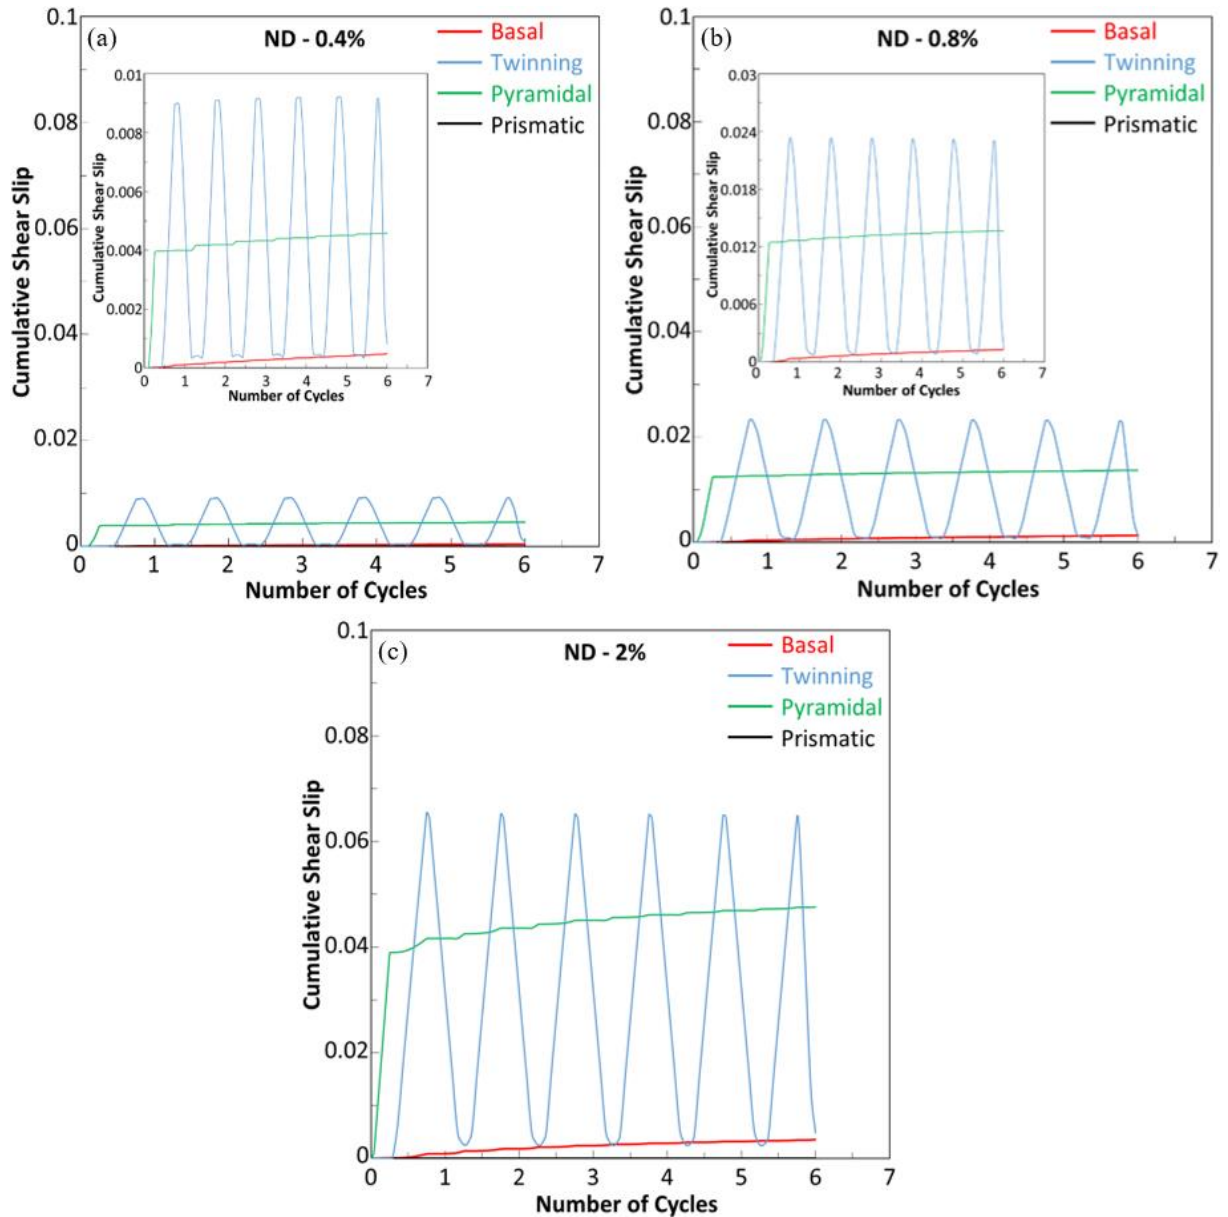 (a) ND - 0.4%
Basal
Twinning
Pyramidal
Prismatic
0.1
0.08
0.06
0.04
0.02
0
Cumulative Shear Slip
0 1 2 3 4 5 6 7
Number of Cycles
0.01
0.008
0.006
0.004
0.002
0
Cumulative Shear Slip
0 1 2 3 4 5 6 7
Number of Cycles
(b) ND - 0.8%
Basal
Twinning
Pyramidal
Prismatic
0.1
0.08
0.06
0.04
0.02
0
Cumulative Shear Slip
0 1 2 3 4 5 6 7
Number of Cycles
0.03
0.024
0.018
0.012
0.006
0
Cumulative Shear Slip
0 1 2 3 4 5 6 7
Number of Cycles
(c) ND - 2%
Basal
Twinning
Pyramidal
Prismatic
0.1
0.08
0.06
0.04
0.02
0
Cumulative Shear Slip
0 1 2 3 4 5 6 7
Number of Cycles